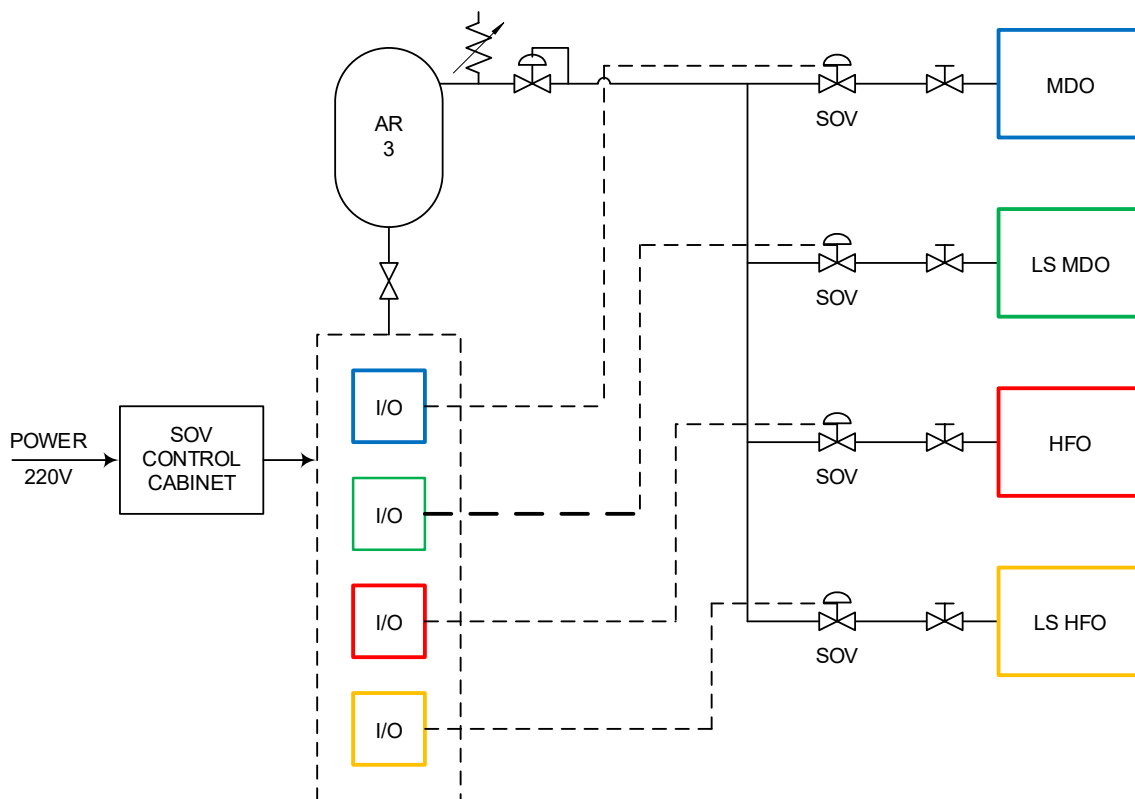 AR
3
SOV
MDO
SOV
LS MDO
I/O
POWER
220V
SOV
CONTROL
CABINET
SOV
HFO
I/O
I/O
SOV
LS HFO
I/O